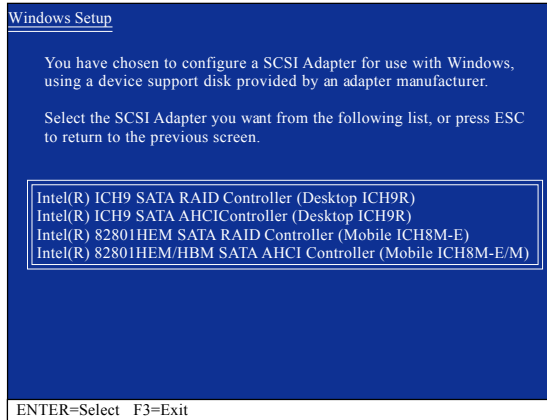 Windows Setup
You have chosen to configure a SCSI Adapter for use with Windows,
using a device support disk provided by an adapter manufacturer.
Select the SCSI Adapter you want from the following list, or press ESC
to return to the previous screen.
Intel(R) ICH9 SATA RAID Controller (Desktop ICH9R)
Intel(R) ICH9 SATA AHCIController (Desktop ICH9R)
Intel(R) 82801HEM SATA RAID Controller (Mobile ICH8M-E)
Intel(R) 82801HEM/HBM SATA AHCI Controller (Mobile ICH8M-E/M)
ENTER=Select F3=Exit